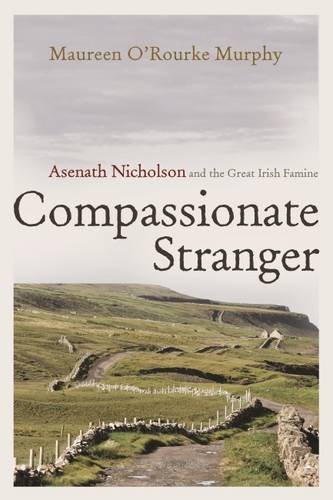 Maureen O'Rourke Murphy
Asenath Nicholson and the Great Irish Famine
Compassionate
Stranger